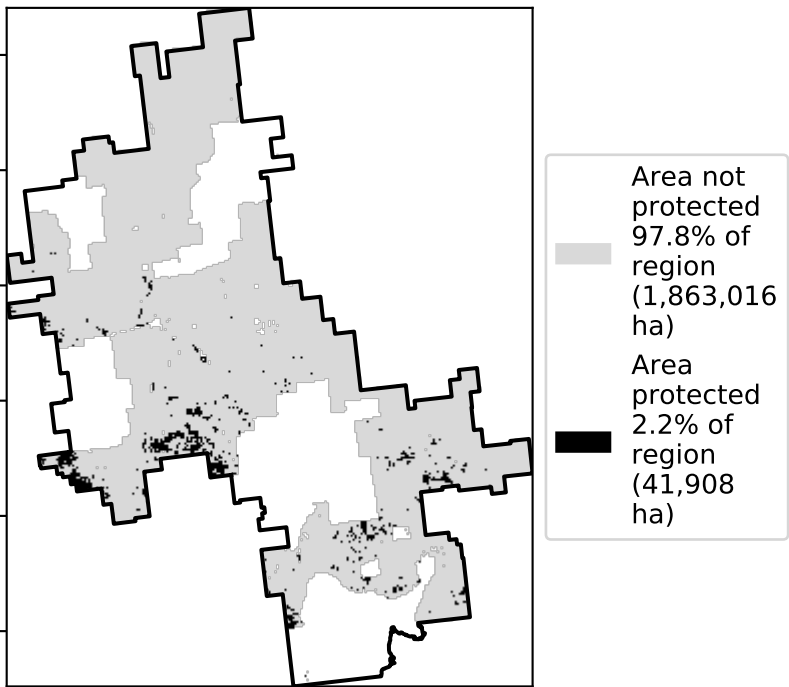 Area not
protected
97.8% of
region
(1,863,016
ha)
Area
protected
2.2% of
region
(41,908
ha)